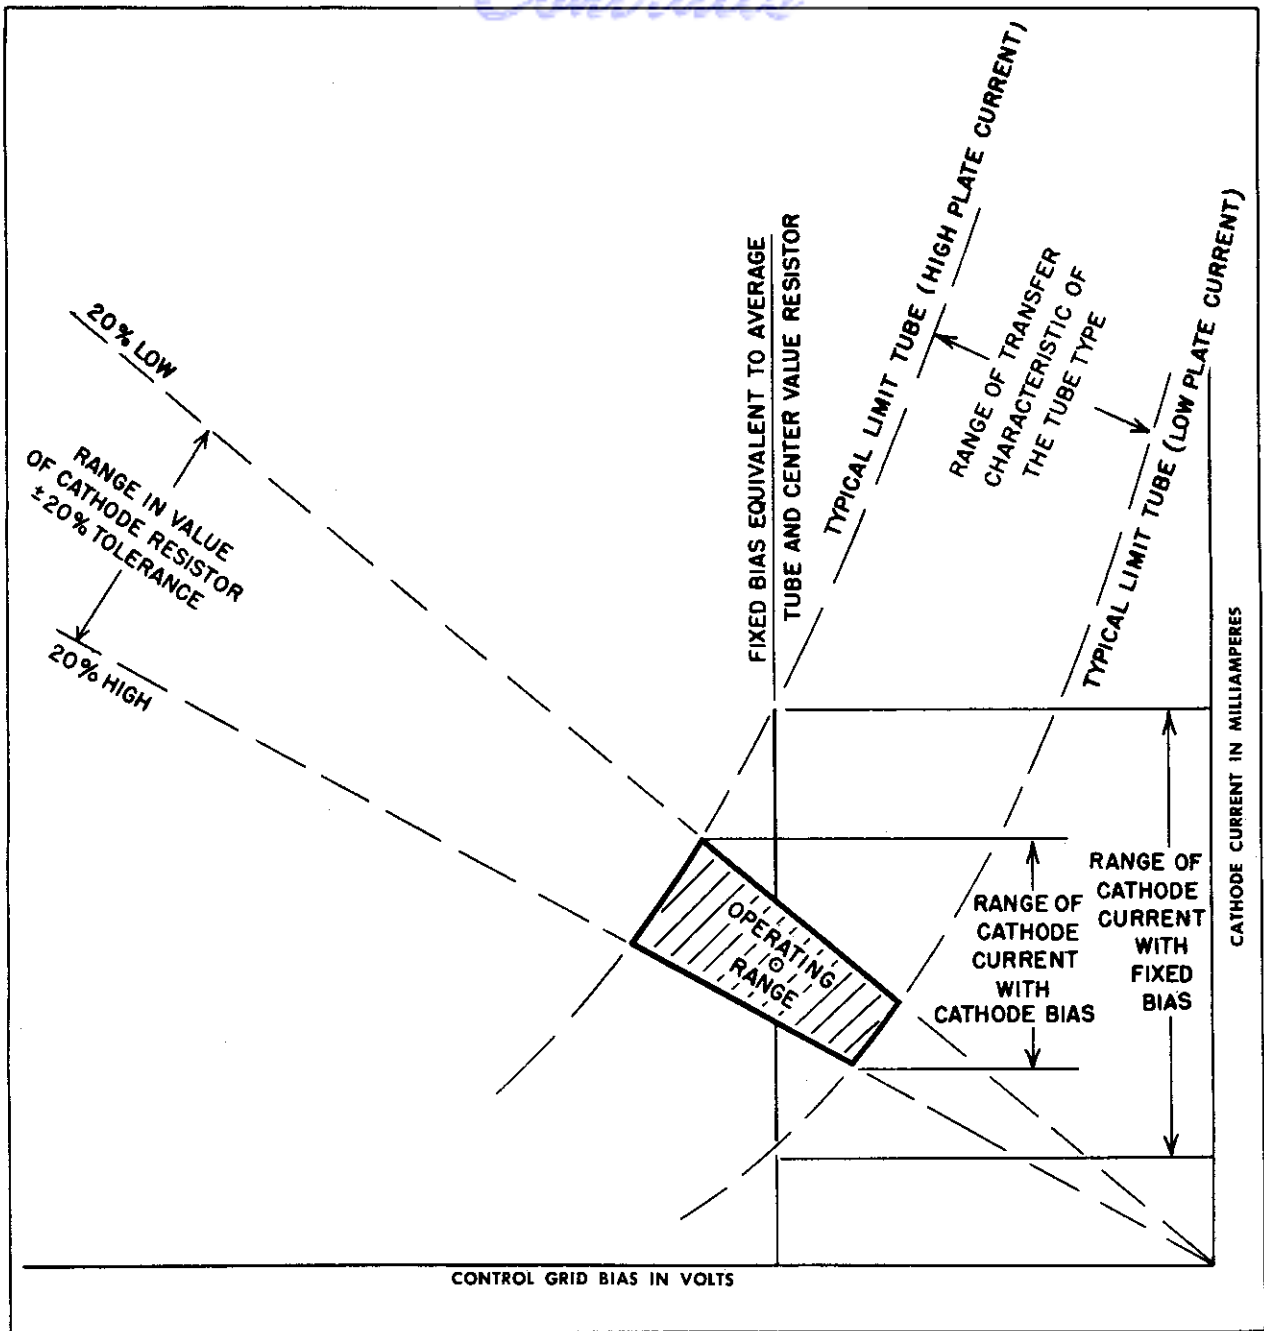 20% LOW
RANGE IN VALUE
OF CATHODE RESISTOR
±20% TOLERANCE
20% HIGH
FIXED BIAS EQUIVALENT TO AVERAGE
TUBE AND CENTER VALUE RESISTOR
TYPICAL LIMIT TUBE (HIGH PLATE CURRENT)
RANGE OF TRANSFER
CHARACTERISTIC OF
THE TUBE TYPE
TYPICAL LIMIT TUBE (LOW PLATE CURRENT)
OPERATING
RANGE
RANGE OF
CATHODE
CURRENT
WITH
CATHODE BIAS
RANGE OF
CATHODE
CURRENT
WITH
FIXED
BIAS
CATHODE CURRENT IN MILLIAMPERES
CONTROL GRID BIAS IN VOLTS